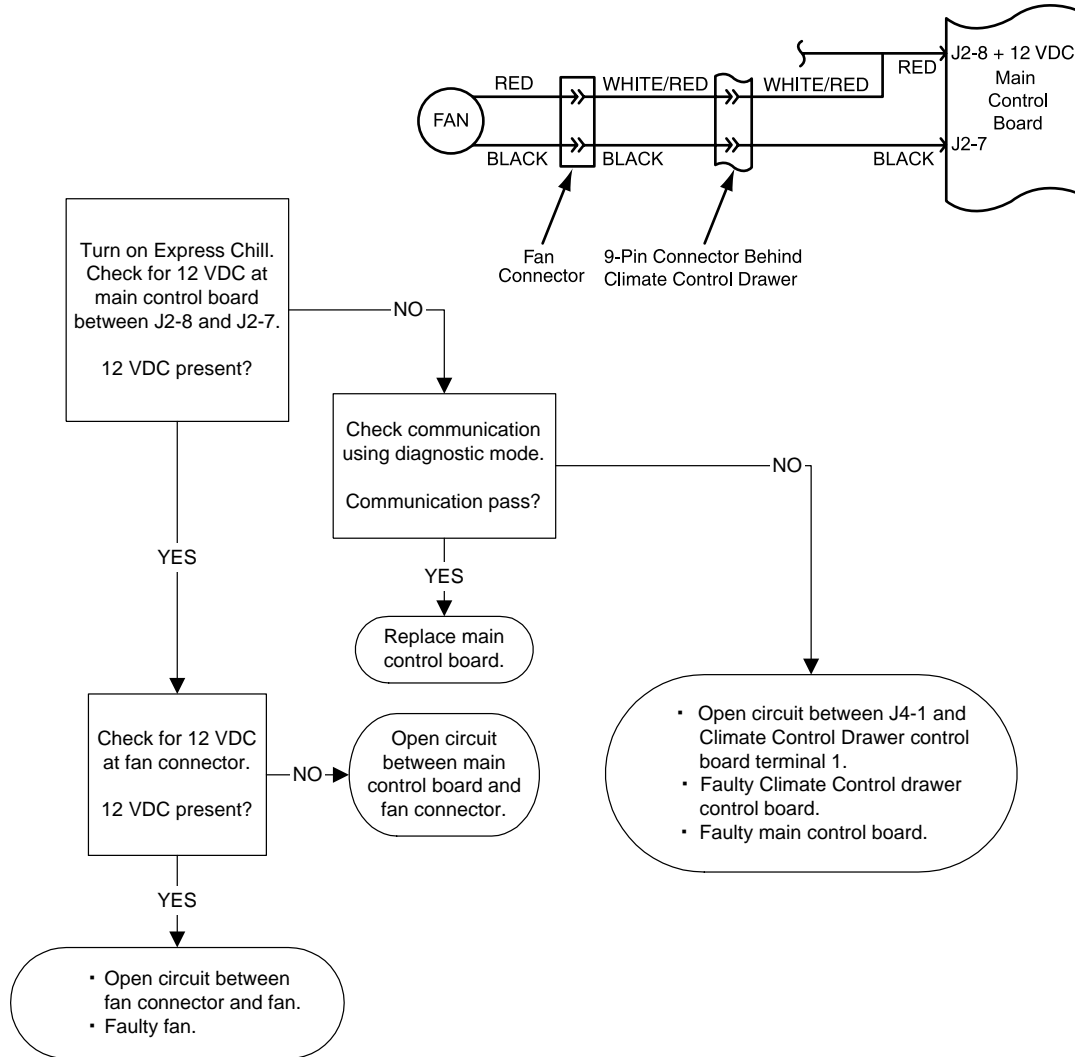 J2-8 + 12 VDC
RED
Main
Control
Board
RED
WHITE/RED
WHITE/RED
FAN
J2-7
BLACK
BLACK
BLACK
Fan
Connector
9-Pin Connector Behind
Climate Control Drawer
Turn on Express Chill.
Check for 12 VDC at
main control board
between J2-8 and J2-7.
12 VDC present?
NO
Check communication
using diagnostic mode.
Communication pass?
NO
YES
YES
Replace main
control board.
Check for 12 VDC
at fan connector.
12 VDC present?
NO
Open circuit
between main
control board and
fan connector.
▪ Open circuit between J4-1 and
Climate Control Drawer control
board terminal 1.
▪ Faulty Climate Control drawer
control board.
▪ Faulty main control board.
YES
▪ Open circuit between
fan connector and fan.
▪ Faulty fan.